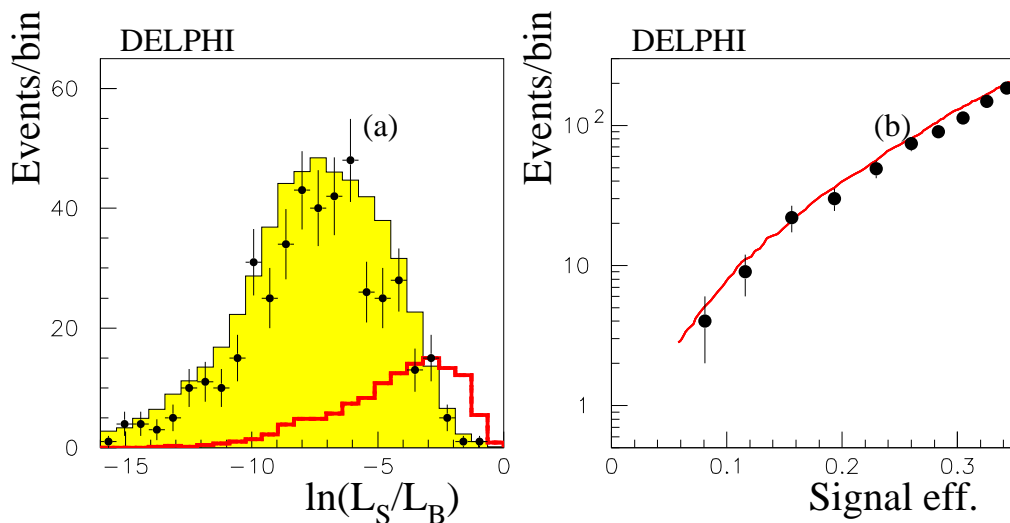 DELPHI
Events/bin
(a)
60
40
20
0
−15
−10
−5
0
ln(L_S/L_B)
DELPHI
Events/bin
(b)
10^2
10
1
0
0.1
0.2
0.3
Signal eff.